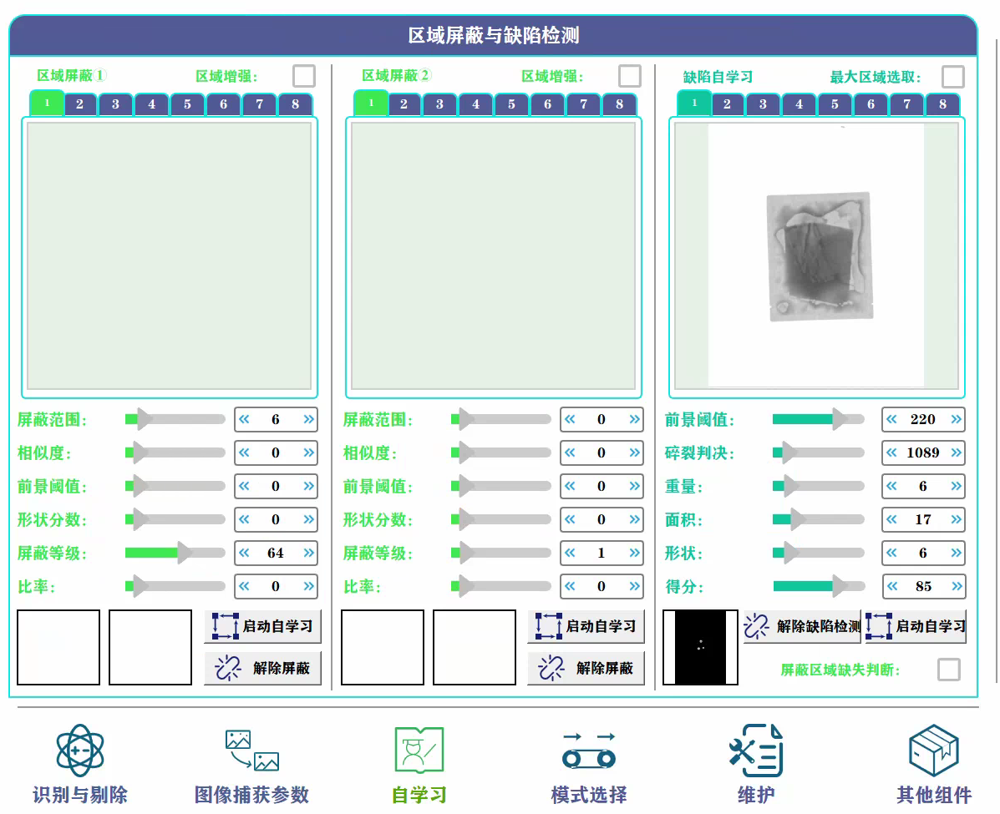 区域屏蔽与缺陷检测
区域屏蔽① 区域增强:
1 2 3 4 5 6 7 8
屏蔽范围: 6
相似度: 0
前景阈值: 0
形状分数: 0
屏蔽等级: 64
比率: 0
启动自学习
解除屏蔽
区域屏蔽② 区域增强:
1 2 3 4 5 6 7 8
屏蔽范围: 0
相似度: 0
前景阈值: 0
形状分数: 0
屏蔽等级: 1
比率: 0
启动自学习
解除屏蔽
缺陷自学习 最大区域选取:
1 2 3 4 5 6 7 8
前景阈值: 220
碎裂判决: 1089
重量: 6
面积: 17
形状: 6
得分: 85
解除缺陷检测 启动自学习
屏蔽区域缺失判断:
识别与剔除 图像捕获参数 自学习 模式选择 维护 其他组件